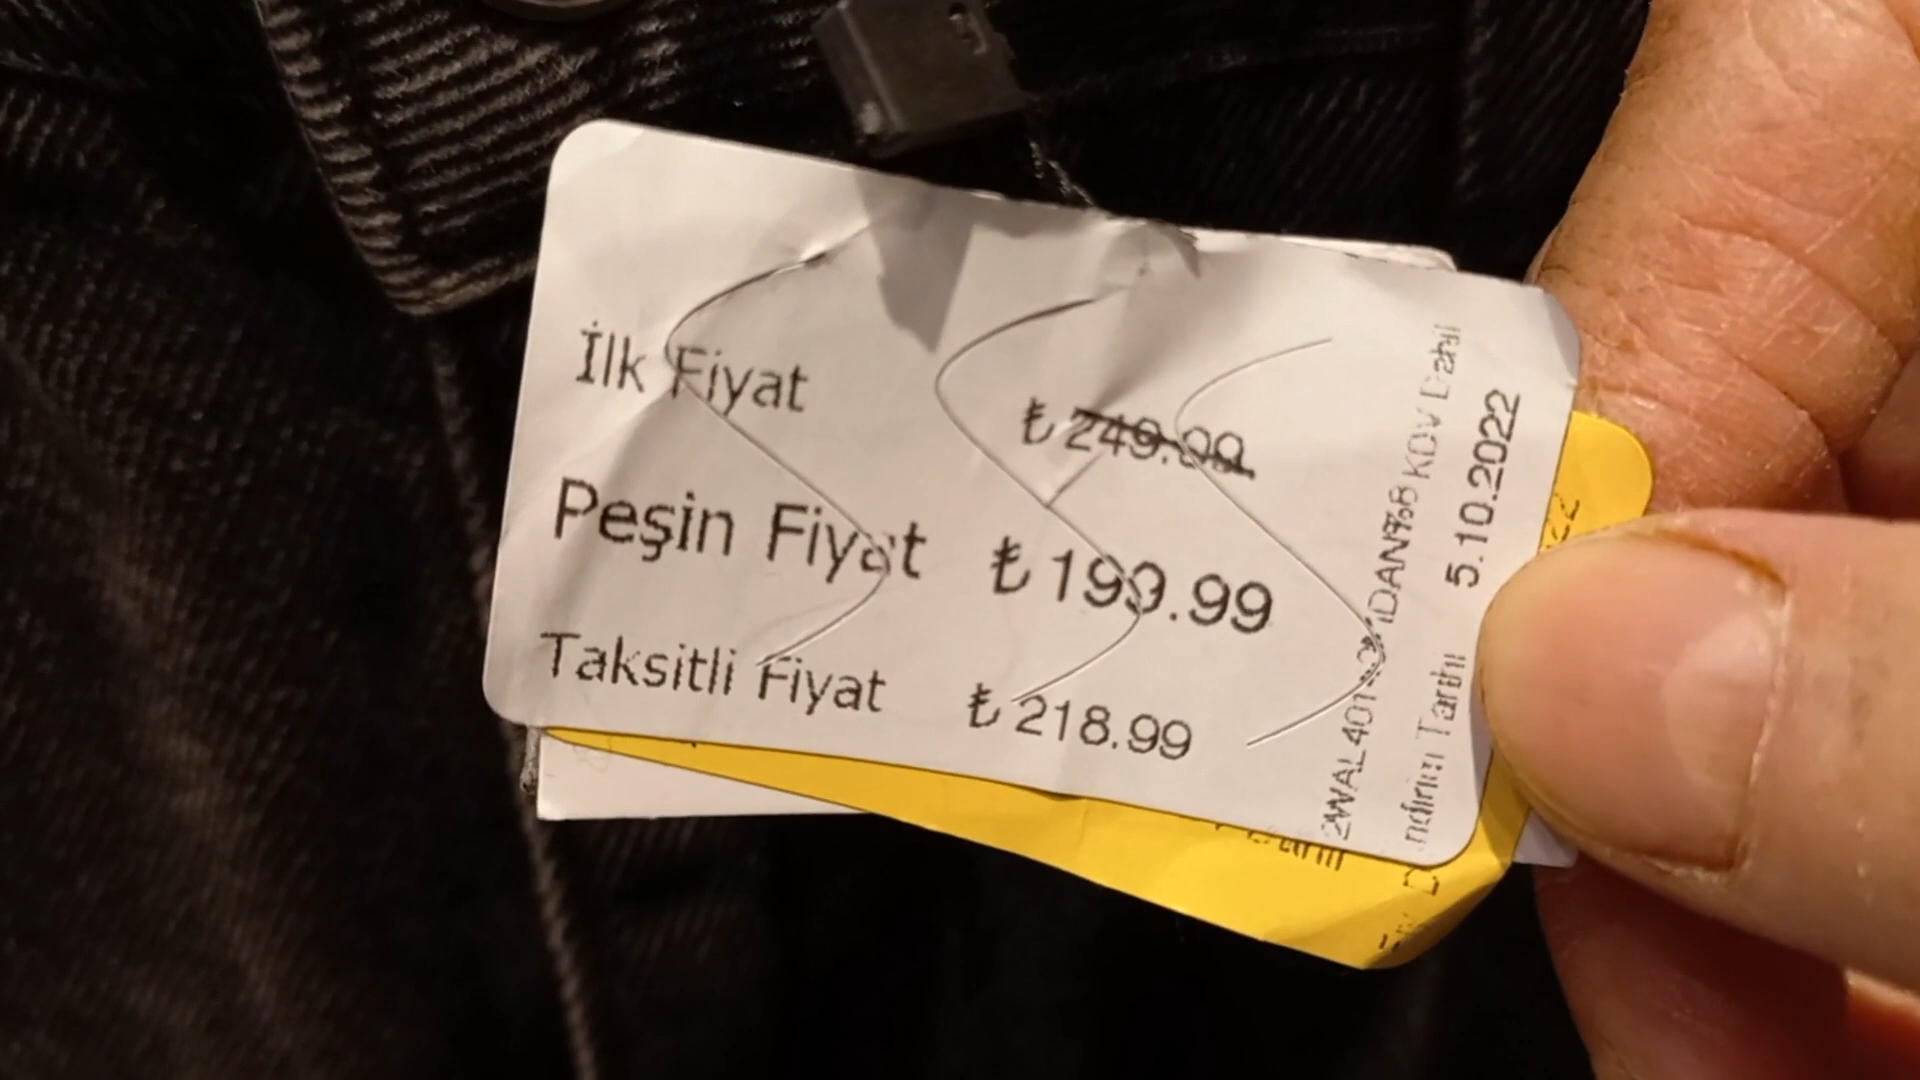 İlk Fiyat ₺ 249.99
Peşin Fiyat ₺ 199.99
Taksitli Fiyat ₺ 218.99
KDV Dahil
5.10.2022